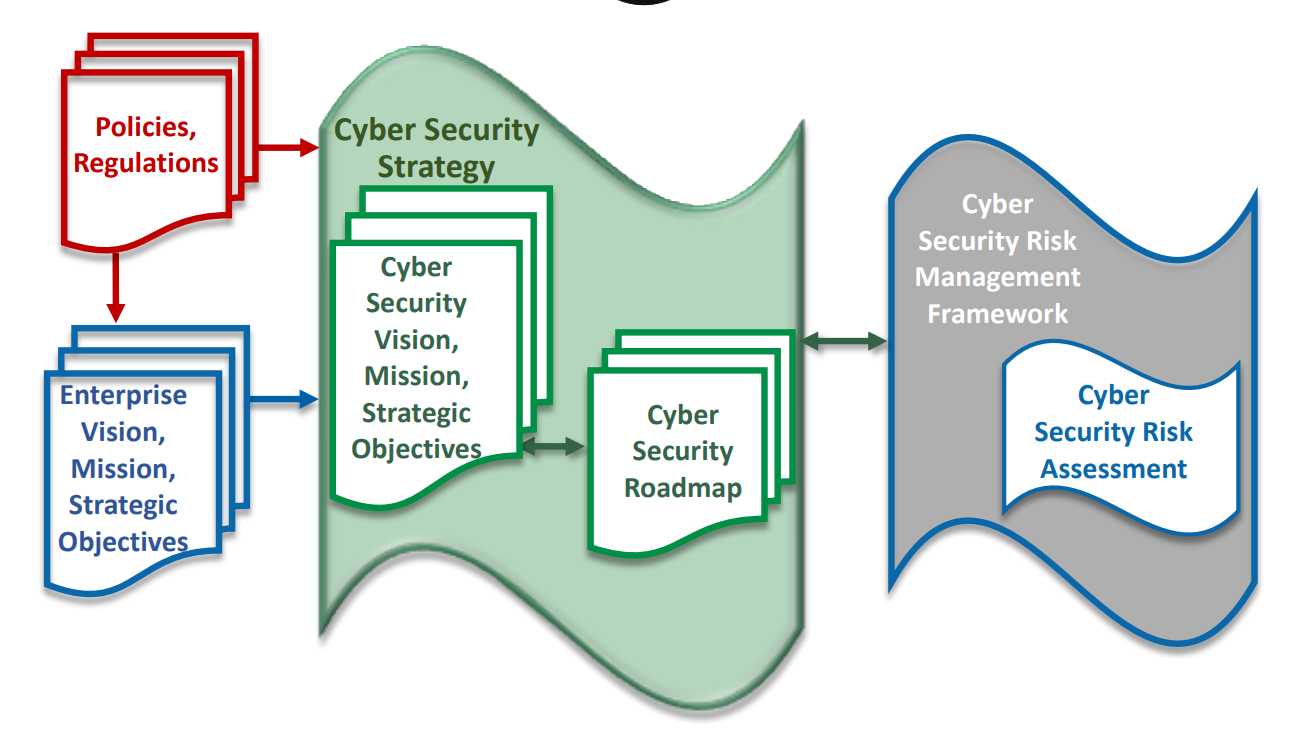 Policies,
Regulations
Enterprise
Vision,
Mission,
Strategic
Objectives
Cyber Security
Strategy
Cyber
Security
Vision,
Mission,
Strategic
Objectives
Cyber
Security
Roadmap
Cyber
Security Risk
Management
Framework
Cyber
Security Risk
Assessment